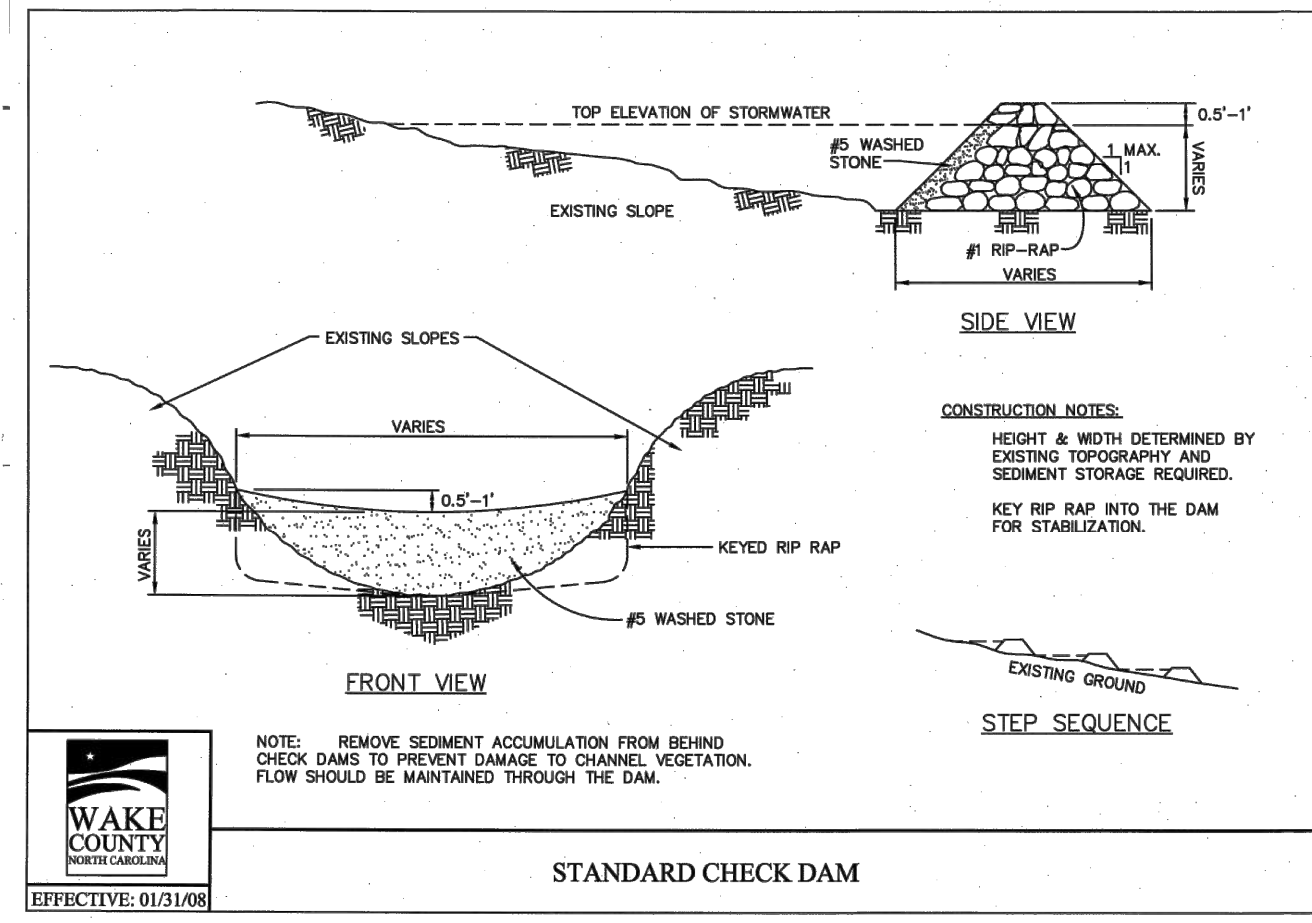 TOP ELEVATION OF STORMWATER
0.5'-1'
#5 WASHED
STONE
1 MAX.
1
VARIES
EXISTING SLOPE
#1 RIP-RAP
VARIES
SIDE VIEW
EXISTING SLOPES
VARIES
0.5'-1'
VARIES
KEYED RIP RAP
#5 WASHED STONE
FRONT VIEW
CONSTRUCTION NOTES:
HEIGHT & WIDTH DETERMINED BY
EXISTING TOPOGRAPHY AND
SEDIMENT STORAGE REQUIRED.
KEY RIP RAP INTO THE DAM
FOR STABILIZATION.
EXISTING GROUND
STEP SEQUENCE
NOTE: REMOVE SEDIMENT ACCUMULATION FROM BEHIND
CHECK DAMS TO PREVENT DAMAGE TO CHANNEL VEGETATION.
FLOW SHOULD BE MAINTAINED THROUGH THE DAM.
WAKE
COUNTY
NORTH CAROLINA
EFFECTIVE: 01/31/08
STANDARD CHECK DAM